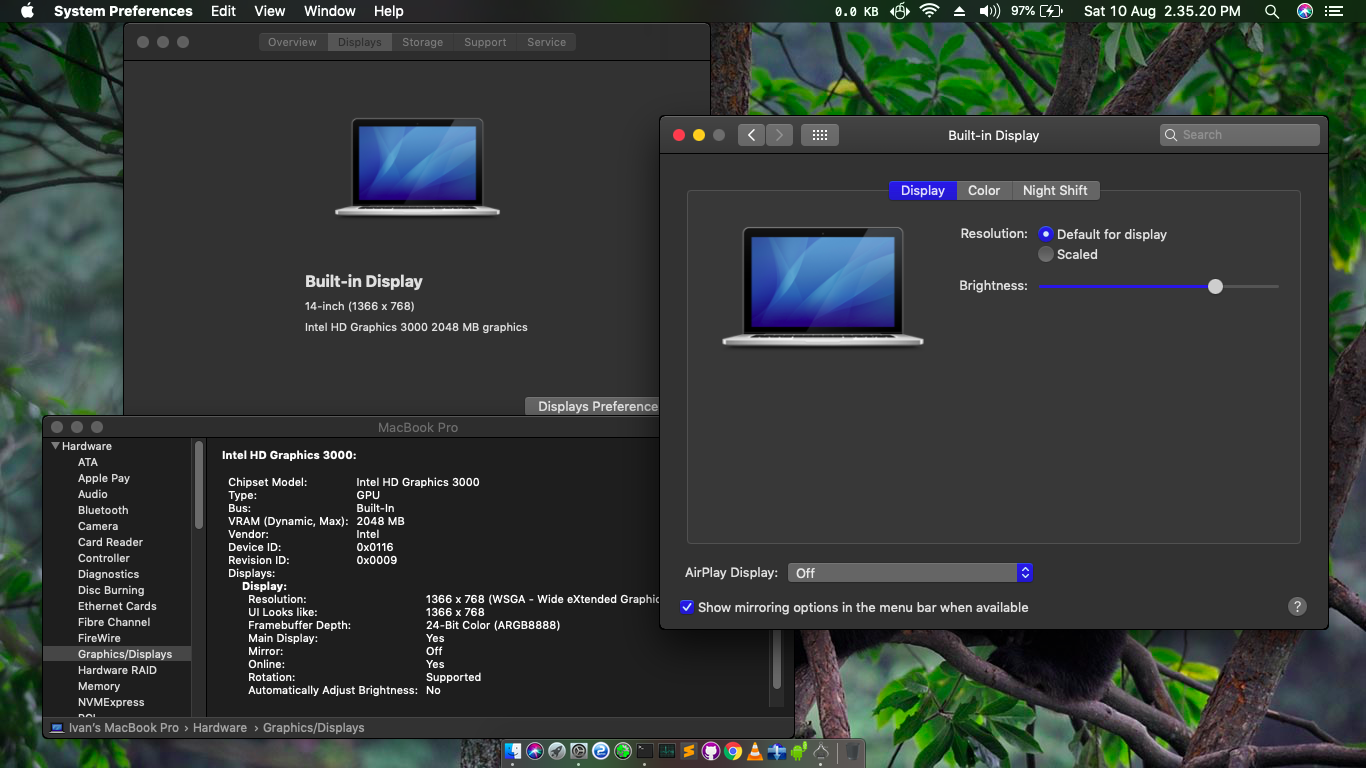 System Preferences Edit View Window Help 0.0 KB 97% Sat 10 Aug 2.35.20 PM
Overview Displays Storage Support Service
Built-in Display
14-inch (1366 x 768)
Intel HD Graphics 3000 2048 MB graphics
Displays Preference
Built-in Display
Search
Display Color Night Shift
Resolution: Default for display
Scaled
Brightness:
AirPlay Display: Off
Show mirroring options in the menu bar when available
?
MacBook Pro
Hardware
ATA
Apple Pay
Audio
Bluetooth
Camera
Card Reader
Controller
Diagnostics
Disc Burning
Ethernet Cards
Fibre Channel
FireWire
Graphics/Displays
Hardware RAID
Memory
NVMExpress
Intel HD Graphics 3000:
Chipset Model: Intel HD Graphics 3000
Type: GPU
Bus: Built-In
VRAM (Dynamic, Max): 2048 MB
Vendor: Intel
Device ID: 0x0116
Revision ID: 0x0009
Displays:
Display:
Resolution: 1366 x 768 (WSGA - Wide eXtended Graphic
UI Looks like: 1366 x 768
Framebuffer Depth: 24-Bit Color (ARGB8888)
Main Display: Yes
Mirror: Off
Online: Yes
Rotation: Supported
Automatically Adjust Brightness: No
Ivan's MacBook Pro › Hardware › Graphics/Displays